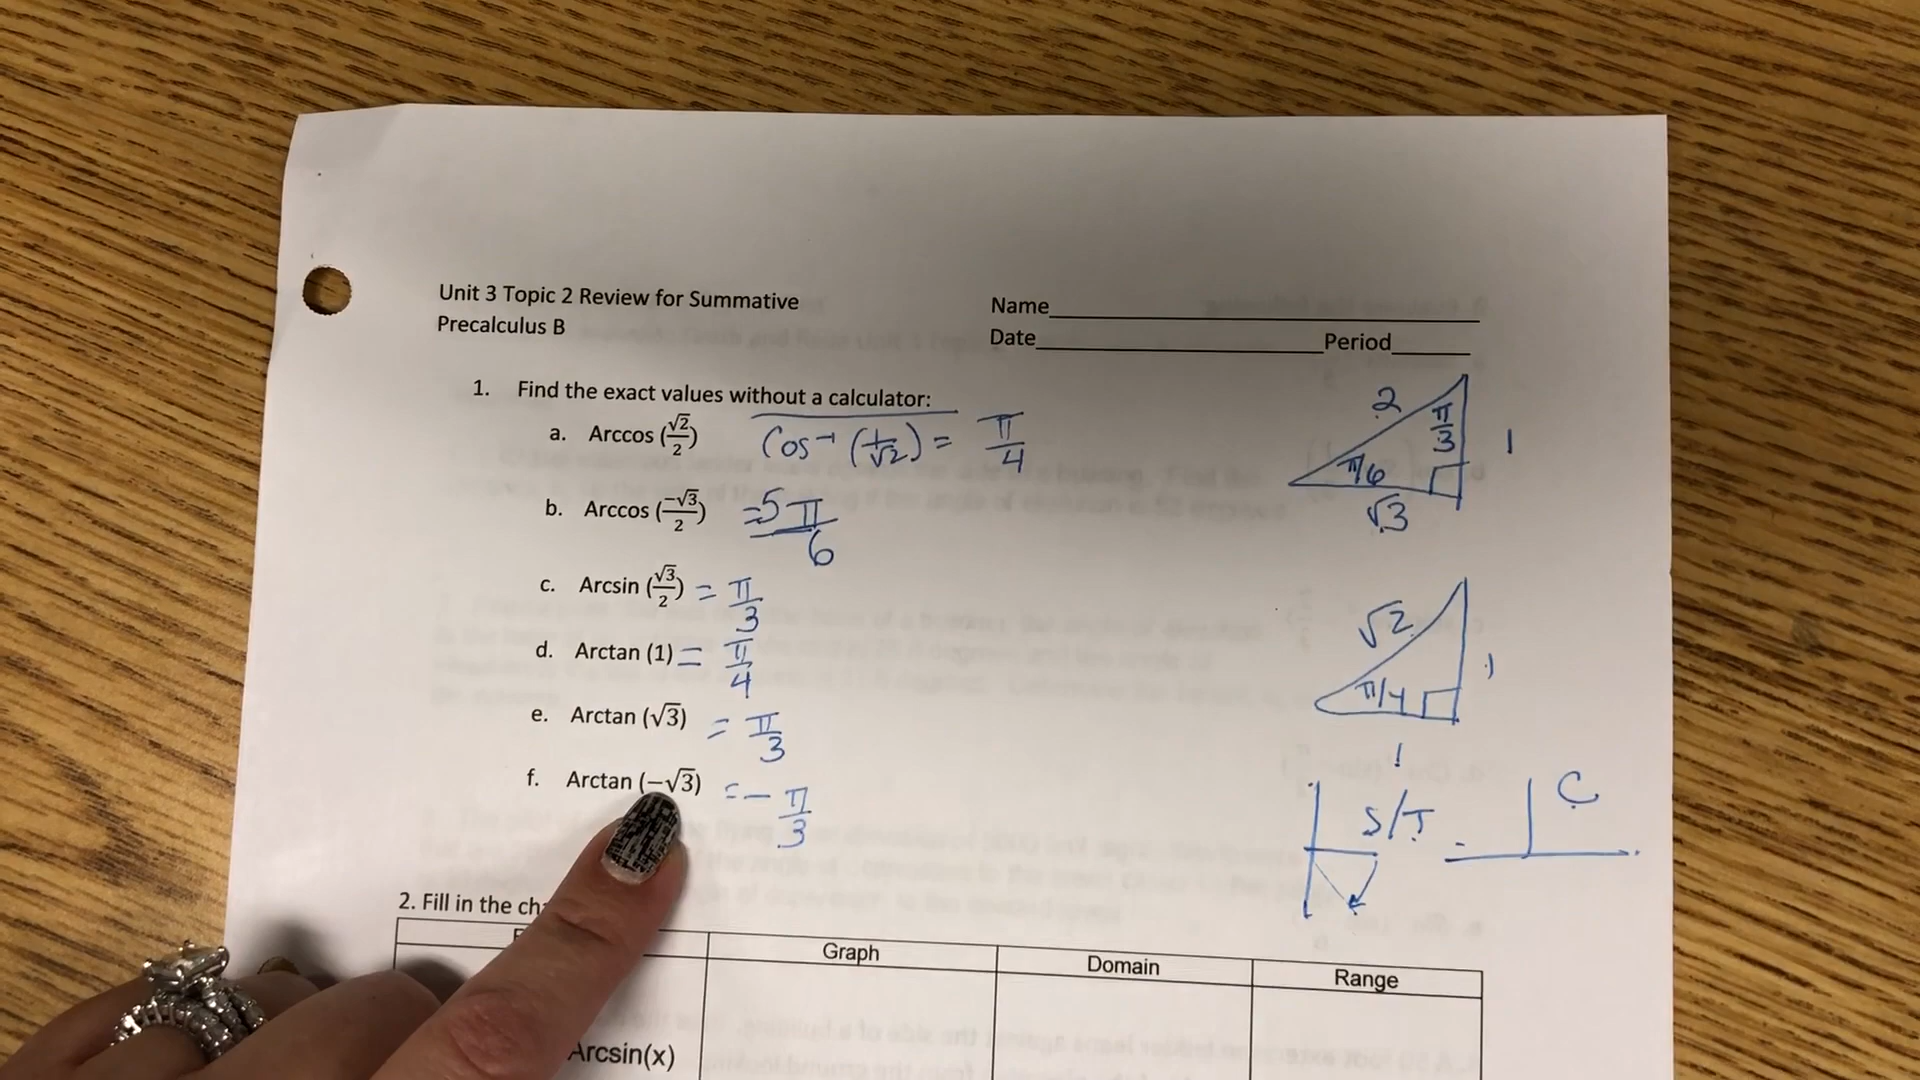 Unit 3 Topic 2 Review for Summative
Precalculus B
Name
Date Period
1. Find the exact values without a calculator:
a. Arccos (√2/2) Cos⁻¹ (1/√2) = π/4
b. Arccos (-√3/2) = 5π/6
c. Arcsin (√3/2) = π/3
d. Arctan (1) = π/4
e. Arctan (√3) = π/3
f. Arctan (−√3) = - π/3
2
π/3
1
π/6
√3
√2
1
π/4
1
S/T
C
2. Fill in the
Graph Domain Range
Arcsin(x)